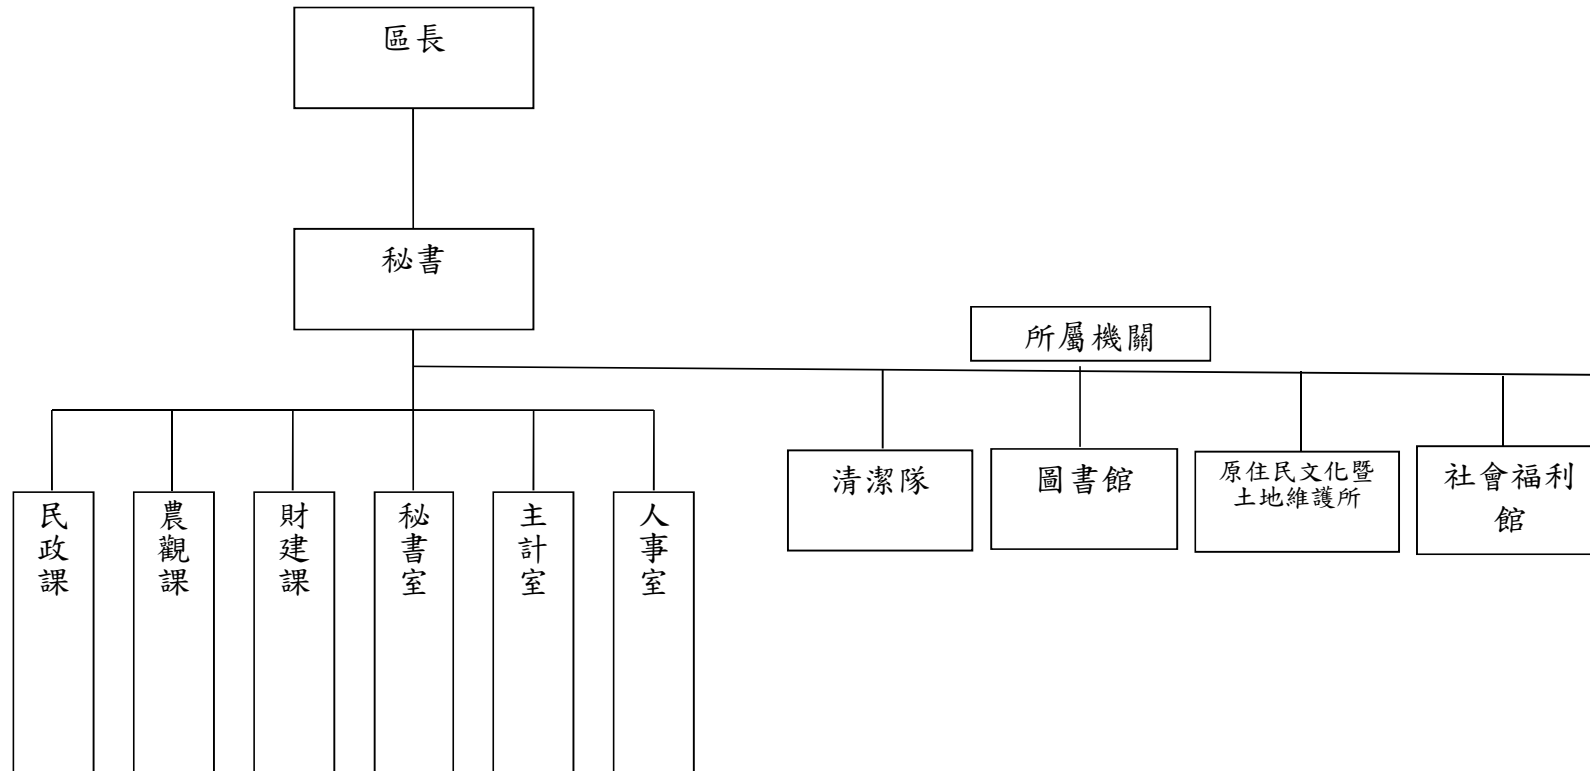 區長
秘書
所屬機關
清潔隊
圖書館
原住民文化暨
土地維護所
社會福利
館
民政課
農觀課
財建課
秘書室
主計室
人事室